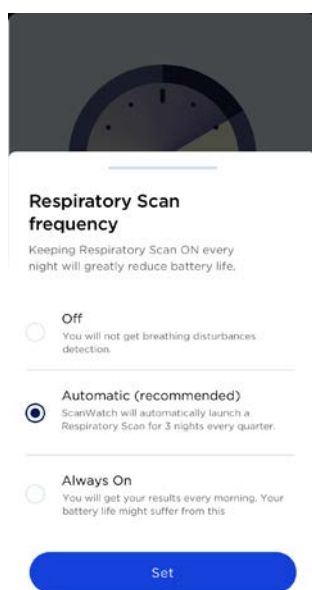 Respiratory Scan
frequency
Keeping Respiratory Scan ON every
night will greatly reduce battery life.
Off
You will not get breathing disturbances
detection
Automatic (recommended)
ScanWatch will automatically launch a
Respiratory Scan for 3 nights every quarter.
Always On
You will get your results every morning. Your
battery life might suffer from this
Set